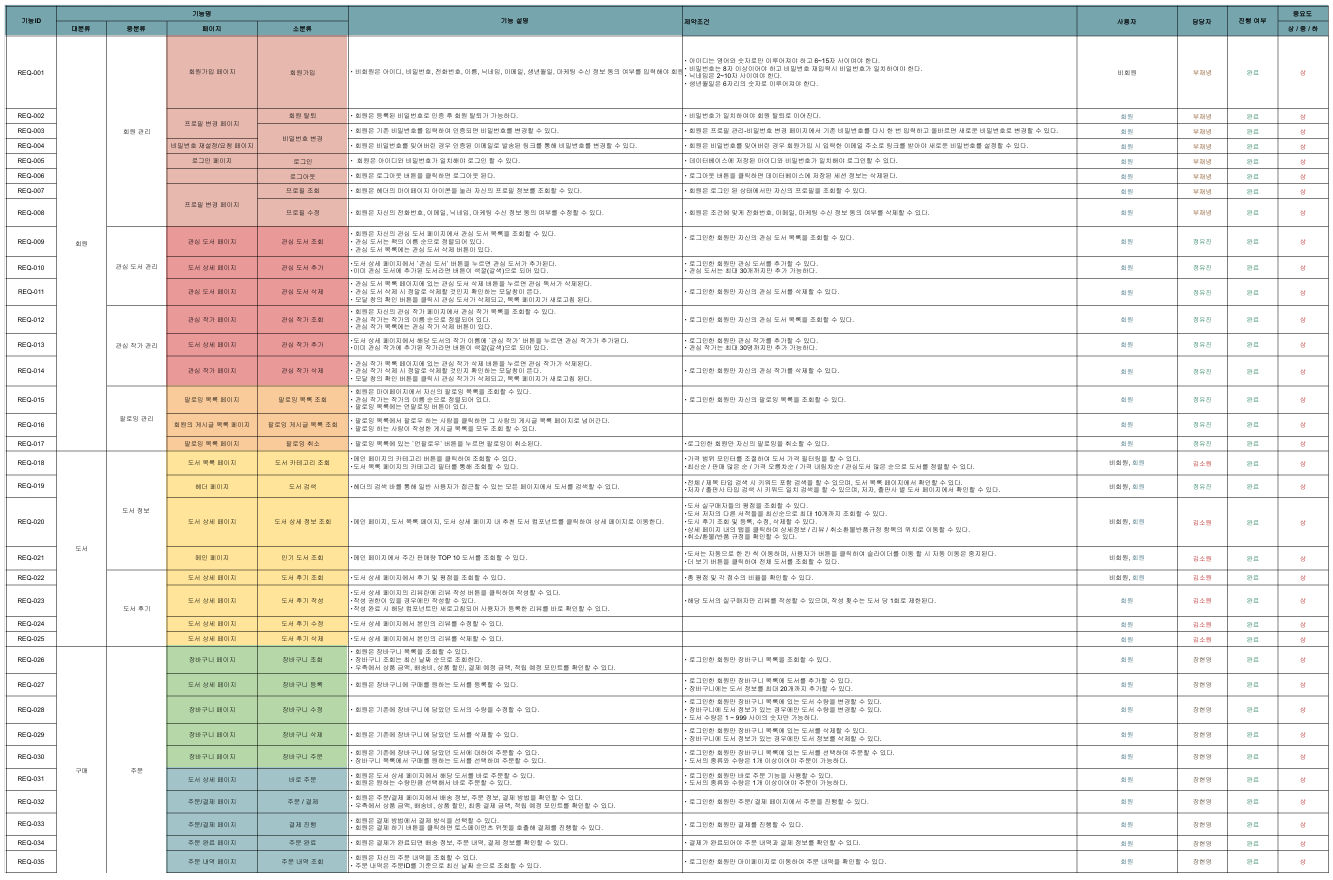 기능ID 기능명 기능 설명 제약조건 사용자 담당자 진행 여부 중요도
대분류 중분류 페이지 소분류 상 / 중 / 하
REQ-001 회원가입 페이지 회원가입 • 비회원은 아이디, 비밀번호, 전화번호, 이름, 닉네임, 이메일, 생년월일, 마케팅 수신 정보 동의 여부를 입력해야 회원
• 아이디는 영어와 숫자로만 이루어져야 하고 6~15자 사이여야 한다.
• 비밀번호는 8자 이상이어야 하고 비밀번호 재입력시 비밀번호가 일치하여야 한다.
• 닉네임은 2~10자 사이여야 한다.
• 생년월일은 6자리의 숫자로 이루어져야 한다.
비회원 부재녕 완료 상
회원 관리
REQ-002 프로필 변경 페이지 회원 탈퇴 • 회원은 등록된 비밀번호로 인증 후 회원 탈퇴가 가능하다. • 비밀번호가 일치하여야 회원 탈퇴로 이어진다. 회원 부재녕 완료 상
REQ-003 비밀번호 변경 • 회원은 기존 비밀번호를 입력하여 인증되면 비밀번호를 변경할 수 있다. • 회원은 프로필 관리-비밀번호 변경 페이지에서 기존 비밀번호를 다시 한 번 입력하고 올바르면 새로운 비밀번호로 변경할 수 있다. 회원 부재녕 완료 상
REQ-004 비밀번호 재설정/요청 페이지 • 회원은 비밀번호를 잊어버린 경우 인증된 이메일로 발송된 링크를 통해 비밀번호를 변경할 수 있다. • 회원은 비밀번호를 잊어버린 경우 회원가입 시 입력한 이메일 주소로 링크를 받아야 새로운 비밀번호를 설정할 수 있다. 회원 부재녕 완료 상
REQ-005 로그인 페이지 로그인 • 회원은 아이디와 비밀번호가 일치해야 로그인 할 수 있다. • 데이터베이스에 저장된 아이디와 비밀번호가 일치해야 로그인할 수 있다. 회원 부재녕 완료 상
REQ-006 로그아웃 • 회원은 로그아웃 버튼을 클릭하면 로그아웃 된다. • 로그아웃 버튼을 클릭하면 데이터베이스에 저장된 세션 정보는 삭제된다. 회원 부재녕 완료 상
REQ-007 프로필 변경 페이지 프로필 조회 • 회원은 헤더의 마이페이지 아이콘을 눌러 자신의 프로필 정보를 조회할 수 있다. • 회원은 로그인 된 상태에서만 자신의 프로필을 조회할 수 있다. 회원 부재녕 완료 상
REQ-008 프로필 수정 • 회원은 자신의 전화번호, 이메일, 닉네임, 마케팅 수신 정보 동의 여부를 수정할 수 있다. • 회원은 조건에 맞게 전화번호, 이메일, 마케팅 수신 정보 동의 여부를 삭제할 수 있다. 회원 부재녕 완료 상
회원
REQ-009 관심 도서 페이지 관심 도서 조회
• 회원은 자신의 관심 도서 페이지에서 관심 도서 목록을 조회할 수 있다.
• 관심 도서는 책의 이름 순으로 정렬되어 있다.
• 관심 도서 목록에는 관심 도서 삭제 버튼이 있다.
• 로그인한 회원만 자신의 관심 도서 목록을 조회할 수 있다. 회원 정유진 완료 상
관심 도서 관리
REQ-010 도서 상세 페이지 관심 도서 추가
• 도서 상세 페이지에서 '관심 도서' 버튼을 누르면 관심 도서가 추가된다.
• 이미 관심 도서에 추가된 도서라면 버튼이 색깔(갈색)으로 되어 있다.
• 로그인한 회원만 관심 도서를 추가할 수 있다.
• 관심 도서는 최대 30개까지만 추가 가능하다.
회원 정유진 완료 상
REQ-011 관심 도서 페이지 관심 도서 삭제
• 관심 도서 목록 페이지에 있는 관심 도서 삭제 버튼을 누르면 관심 독서가 삭제된다.
• 관심 도서 삭제 시 정말로 삭제할 것인지 확인하는 모달창이 뜬다.
• 모달 창의 확인 버튼을 클릭시 관심 도서가 삭제되고, 목록 페이지가 새로고침 된다.
• 로그인한 회원만 자신의 관심 도서를 삭제할 수 있다. 회원 정유진 완료 상
REQ-012 관심 작가 페이지 관심 작가 조회
• 회원은 자신의 관심 작가 페이지에서 관심 작가 목록을 조회할 수 있다.
• 관심 작가는 작가의 이름 순으로 정렬되어 있다.
• 관심 작가 목록에는 관심 작가 삭제 버튼이 있다.
• 로그인한 회원만 자신의 관심 도서 목록을 조회할 수 있다. 회원 정유진 완료 상
관심 작가 관리
REQ-013 도서 상세 페이지 관심 작가 추가
• 도서 상세 페이지에서 해당 도서의 작가 이름에 '관심 작가' 버튼을 누르면 관심 작가가 추가된다.
• 이미 관심 작가에 추가된 작가라면 버튼이 색깔(갈색)으로 되어 있다.
• 로그인한 회원만 관심 작가를 추가할 수 있다.
• 관심 작가는 최대 30명까지만 추가 가능하다.
회원 정유진 완료 상
REQ-014 관심 작가 페이지 관심 작가 삭제
• 관심 작가 목록 페이지에 있는 관심 작가 삭제 버튼을 누르면 관심 작가가 삭제된다.
• 관심 작가 삭제 시 정말로 삭제할 것인지 확인하는 모달창이 뜬다.
• 모달 창의 확인 버튼을 클릭시 관심 작가가 삭제되고, 목록 페이지가 새로고침 된다.
• 로그인한 회원만 자신의 관심 작가를 삭제할 수 있다. 회원 정유진 완료 상
REQ-015 팔로잉 목록 페이지 팔로잉 목록 조회
• 회원은 마이페이지에서 자신의 팔로잉 목록을 조회할 수 있다.
• 관심 작가는 작가의 이름 순으로 정렬되어 있다.
• 팔로잉 목록에는 언팔로잉 버튼이 있다.
• 로그인한 회원만 자신의 팔로잉 목록을 조회할 수 있다. 회원 정유진 완료 상
팔로잉 관리
REQ-016 회원의 게시글 목록 페이지 팔로잉 게시글 목록 조회
• 팔로잉 목록에서 팔로우 하는 사람을 클릭하면 그 사람의 게시글 목록 페이지로 넘어간다.
• 팔로잉 하는 사람이 작성한 게시글 목록을 모두 조회 할 수 있다.
회원 정유진 완료 상
REQ-017 팔로잉 목록 페이지 팔로잉 취소 • 팔로잉 목록에 있는 '언팔로우' 버튼을 누르면 팔로잉이 취소된다. • 로그인한 회원만 자신의 팔로잉을 취소할 수 있다. 회원 정유진 완료 상
REQ-018 도서 목록 페이지 도서 카테고리 조회
• 메인 페이지의 카테고리 버튼을 클릭하여 조회할 수 있다.
• 도서 목록 페이지의 카테고리 필터를 통해 조회할 수 있다.
• 가격 범위 포인터를 조절하여 도서 가격 필터링을 할 수 있다.
• 최신순 / 판매 많은 순 / 가격 오름차순 / 가격 내림차순 / 관심도서 많은 순으로 도서를 정렬할 수 있다.
비회원, 회원 김소원 완료 상
REQ-019 헤더 페이지 도서 검색 • 헤더의 검색 바를 통해 일반 사용자가 접근할 수 있는 모든 페이지에서 도서를 검색할 수 있다.
• 전체 / 제목 타입 검색 시 키워드 포함 검색을 할 수 있으며, 도서 목록 페이지에서 확인할 수 있다.
• 저자 / 출판사 타입 검색 시 키워드 일치 검색을 할 수 있으며, 저자, 출판사 별 도서 페이지에서 확인할 수 있다.
비회원, 회원 정유진 완료 상
도서 정보
REQ-020 도서 상세 페이지 도서 상세 정보 조회 • 메인 페이지, 도서 목록 페이지, 도서 상세 페이지 내 추천 도서 컴포넌트를 클릭하여 상세 페이지로 이동한다.
• 도서 실구매자들의 평점을 조회할 수 있다.
• 도서 저자의 다른 서적들을 최신순으로 최대 10개까지 조회할 수 있다.
• 도서 후기 조회 및 등록, 수정, 삭제할 수 있다.
• 상세 페이지 내의 탭을 클릭하여 상세정보 / 리뷰 / 취소환불반품규정 항목의 위치로 이동할 수 있다.
• 취소/환불/반품 규정을 확인할 수 있다.
비회원, 회원 김소원 완료 상
도서
REQ-021 메인 페이지 인기 도서 조회 • 메인 페이지에서 주간 판매량 TOP 10 도서를 조회할 수 있다.
• 도서는 자동으로 한 칸 씩 이동하며, 사용자가 버튼을 클릭하여 슬라이더를 이동 할 시 자동 이동은 중지된다.
• 더 보기 버튼을 클릭하여 전체 도서를 조회할 수 있다.
비회원, 회원 김소원 완료 상
REQ-022 도서 상세 페이지 도서 후기 조회 • 도서 상세 페이지에서 후기 및 평점을 조회할 수 있다. • 총 평점 및 각 점수의 비율을 확인할 수 있다. 비회원, 회원 김소원 완료 상
REQ-023 도서 상세 페이지 도서 후기 작성
• 도서 상세 페이지의 리뷰란에 리뷰 작성 버튼을 클릭하여 작성할 수 있다.
• 작성 권한이 있을 경우에만 작성할 수 있다.
• 작성 완료 시 해당 컴포넌트만 새로고침되어 사용자가 등록한 리뷰를 바로 확인할 수 있다.
• 해당 도서의 실구매자만 리뷰를 작성할 수 있으며, 작성 횟수는 도서 당 1회로 제한된다. 회원 김소원 완료 상
도서 후기
REQ-024 도서 상세 페이지 도서 후기 수정 • 도서 상세 페이지에서 본인의 리뷰를 수정할 수 있다. 회원 김소원 완료 상
REQ-025 도서 상세 페이지 도서 후기 삭제 • 도서 상세 페이지에서 본인의 리뷰를 삭제할 수 있다. 회원 김소원 완료 상
REQ-026 장바구니 페이지 장바구니 조회
• 회원은 장바구니 목록을 조회할 수 있다.
• 장바구니 조회는 최신 날짜 순으로 조회한다.
• 우측에서 상품 금액, 배송비, 상품 할인, 결제 예정 금액, 적립 예정 포인트를 확인할 수 있다.
• 로그인한 회원만 장바구니 목록을 조회할 수 있다. 회원 장현영 완료 상
REQ-027 도서 상세 페이지 장바구니 등록 • 회원은 장바구니에 구매를 원하는 도서를 등록할 수 있다.
• 로그인한 회원만 장바구니 목록에 도서를 추가할 수 있다.
• 장바구니에는 도서 정보를 최대 20개까지 추가할 수 있다.
회원 장현영 완료 상
REQ-028 장바구니 페이지 장바구니 수정 • 회원은 기존에 장바구니에 담았던 도서의 수량을 수정할 수 있다.
• 로그인한 회원만 장바구니 목록에 있는 도서 수량을 변경할 수 있다.
• 장바구니에 도서 정보가 있는 경우에만 도서 수량을 변경할 수 있다.
• 도서 수량은 1 ~ 999 사이의 숫자만 가능하다.
회원 장현영 완료 상
REQ-029 장바구니 페이지 장바구니 삭제 • 회원은 기존에 장바구니에 담았던 도서를 삭제할 수 있다.
• 로그인한 회원만 장바구니 목록에 있는 도서를 삭제할 수 있다.
• 장바구니에 도서 정보가 있는 경우에만 도서 정보를 삭제할 수 있다.
회원 장현영 완료 상
REQ-030 장바구니 페이지 장바구니 주문
• 회원은 기존에 장바구니에 담았던 도서에 대하여 주문할 수 있다.
• 장바구니 목록에서 구매를 원하는 도서를 선택하여 주문할 수 있다.
• 로그인한 회원만 장바구니 목록에 있는 도서를 선택하여 주문할 수 있다.
• 도서의 종류와 수량은 1개 이상이어야 주문이 가능하다.
회원 장현영 완료 상
구매 주문
REQ-031 도서 상세 페이지 바로 주문
• 회원은 도서 상세 페이지에서 해당 도서를 바로 주문할 수 있다.
• 회원은 원하는 수량만큼 선택해서 바로 주문할 수 있다.
• 로그인한 회원만 바로 주문 기능을 사용할 수 있다.
• 도서의 종류와 수량은 1개 이상이어야 주문이 가능하다.
회원 장현영 완료 상
REQ-032 주문/결제 페이지 주문 / 결제
• 회원은 주문/결제 페이지에서 배송 정보, 주문 정보, 결제 방법을 확인할 수 있다.
• 우측에서 상품 금액, 배송비, 상품 할인, 최종 결제 금액, 적립 예정 포인트를 확인할 수 있다.
• 로그인한 회원만 주문/ 결제 페이지에서 주문을 진행할 수 있다. 회원 장현영 완료 상
REQ-033 주문/결제 페이지 결제 진행
• 회원은 결제 방법에서 결제 방식을 선택할 수 있다.
• 회원은 결제 하기 버튼을 클릭하면 토스페이먼츠 위젯을 호출해 결제를 진행할 수 있다.
• 로그인한 회원만 결제를 진행할 수 있다. 회원 장현영 완료 상
REQ-034 주문 완료 페이지 주문 완료 • 회원은 결제가 완료되면 배송 정보, 주문 내역, 결제 정보를 확인할 수 있다. • 결제가 완료되어야 주문 내역과 결제 정보를 확인할 수 있다. 회원 장현영 완료 상
REQ-035 주문 내역 페이지 주문 내역 조회
• 회원은 자신의 주문 내역을 조회할 수 있다.
• 주문 내역은 주문ID를 기준으로 최신 날짜 순으로 조회할 수 있다.
• 로그인한 회원만 마이페이지로 이동하여 주문 내역을 확인할 수 있다. 회원 장현영 완료 상